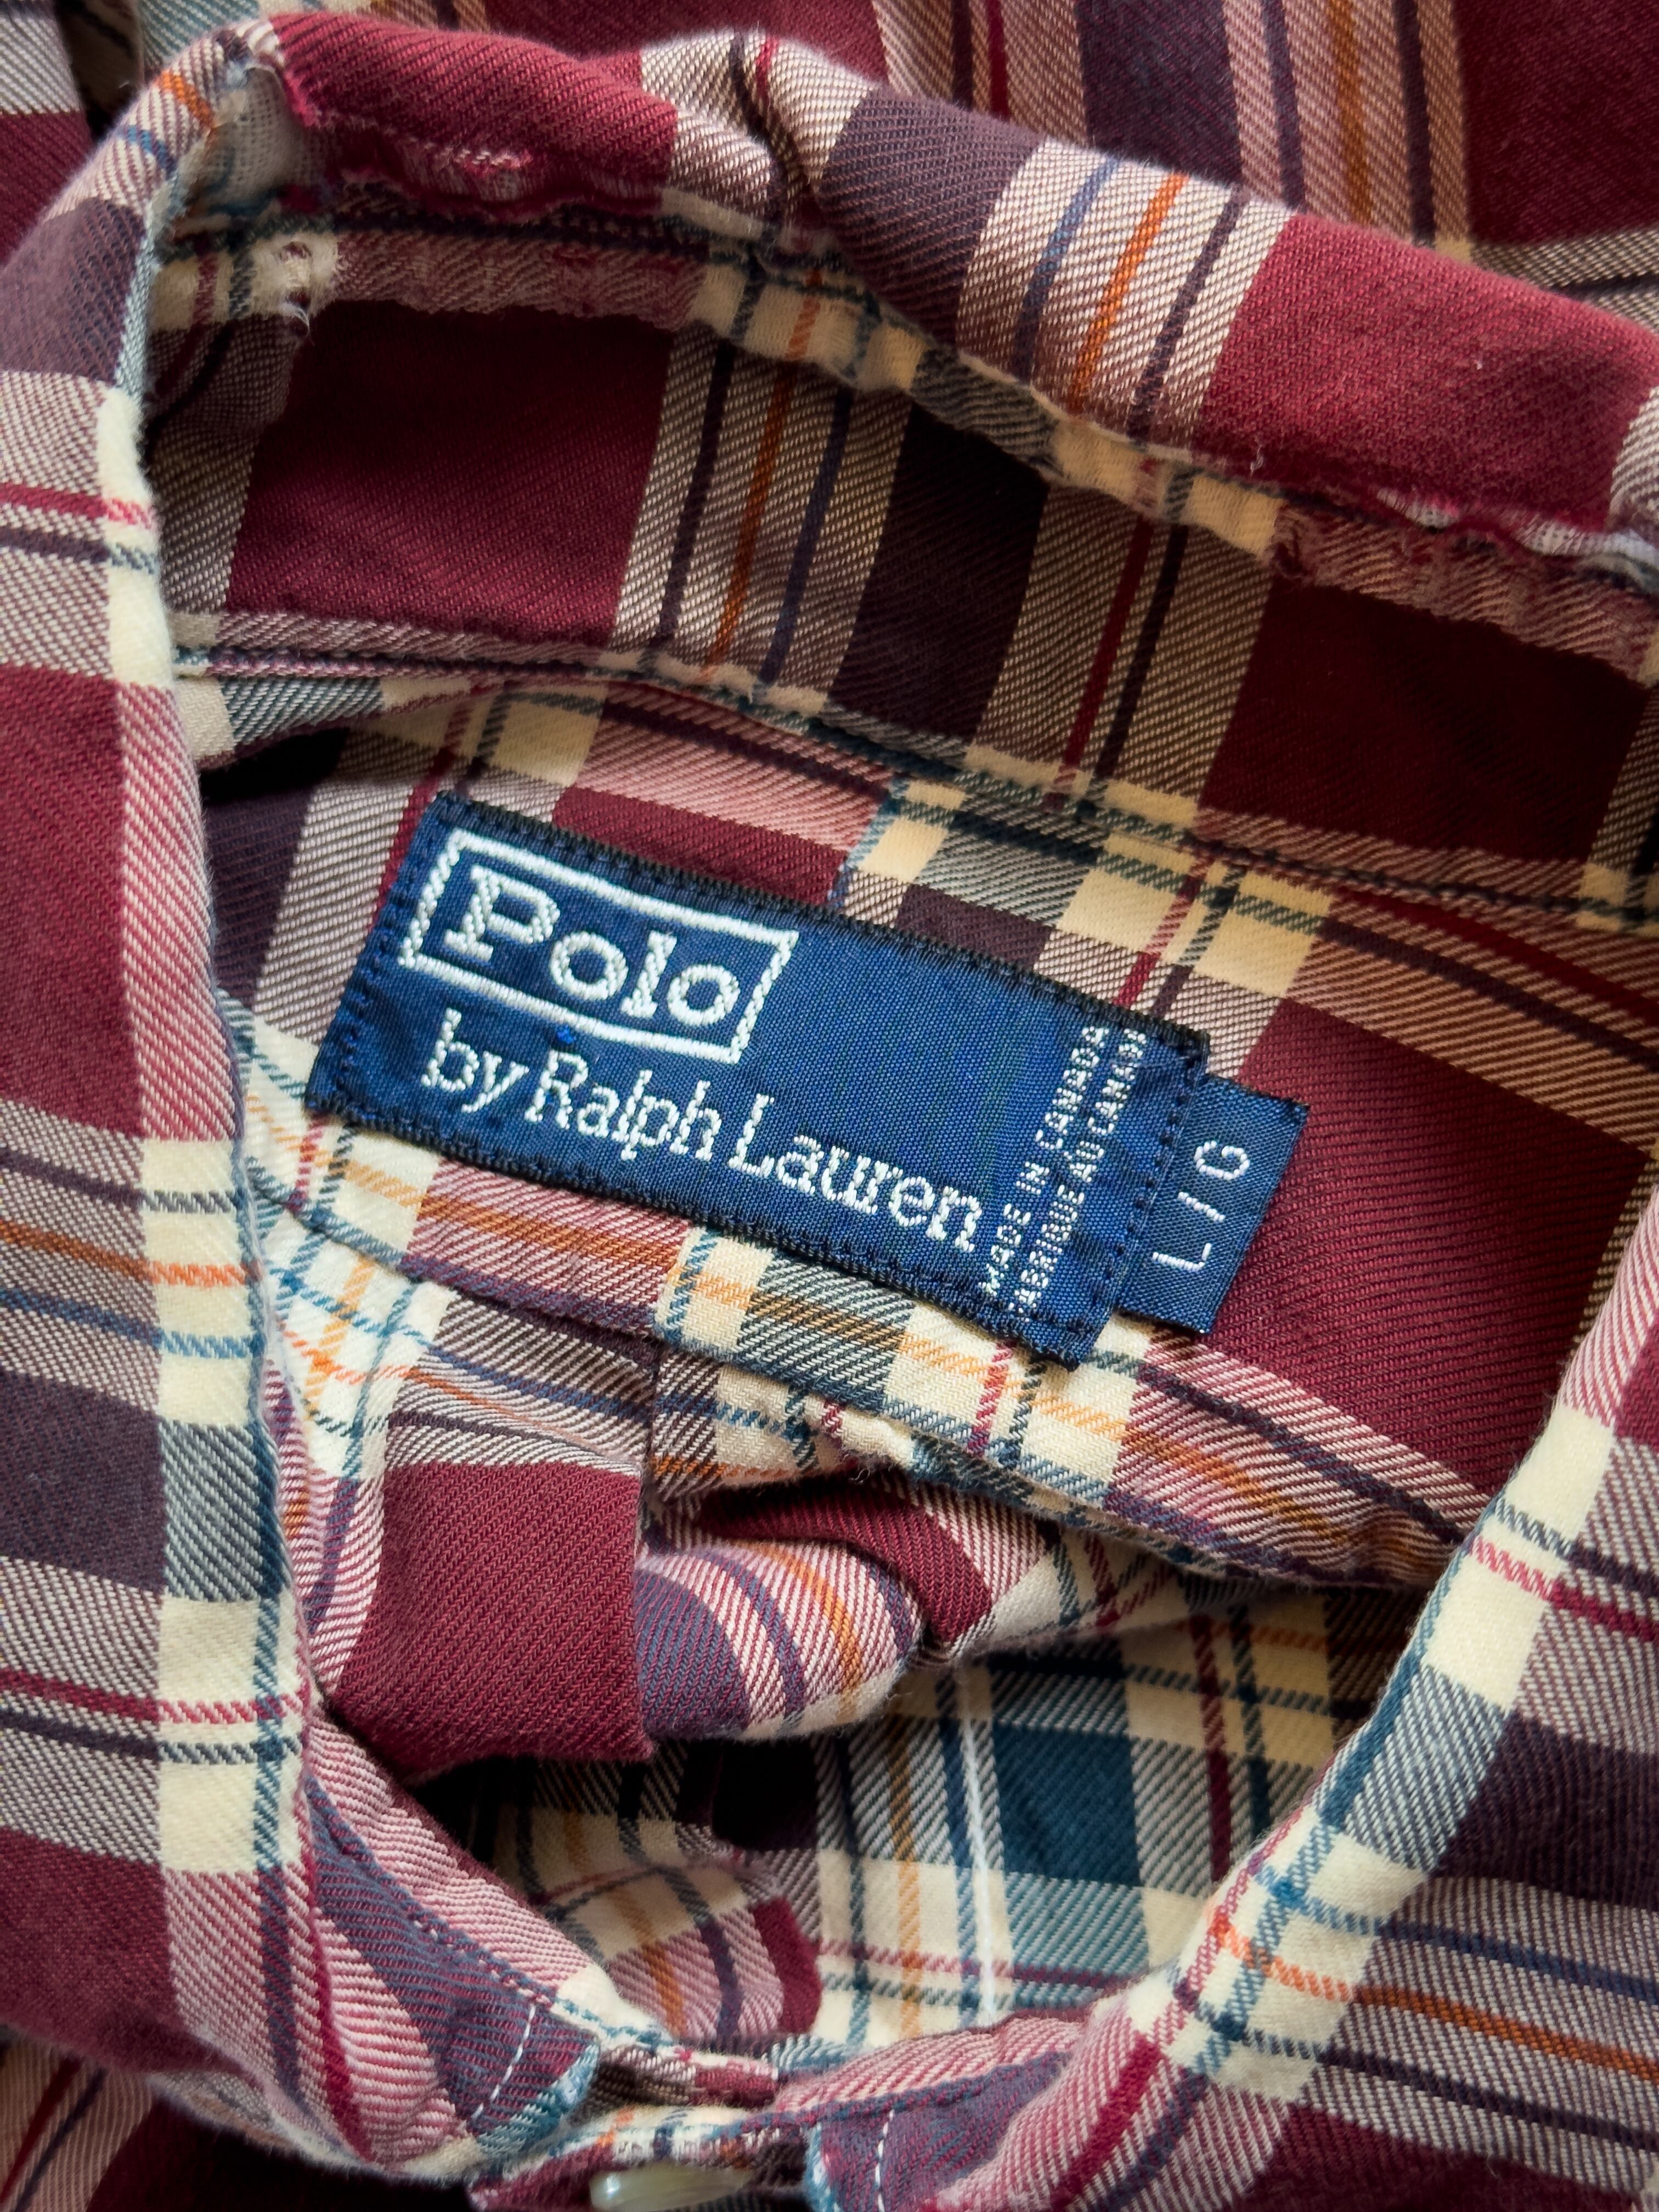 Polo
by Ralph Lauren
MADE IN CANADA
FABRIQUE AU CANADA
L / G